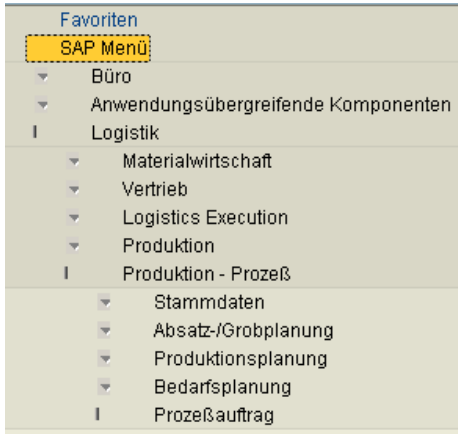 Favoriten
SAP Menü
Büro
Anwendungsübergreifende Komponenten
Logistik
Materialwirtschaft
Vertrieb
Logistics Execution
Produktion
Produktion - Prozeß
Stammdaten
Absatz-/Grobplanung
Produktionsplanung
Bedarfsplanung
Prozeßauftrag